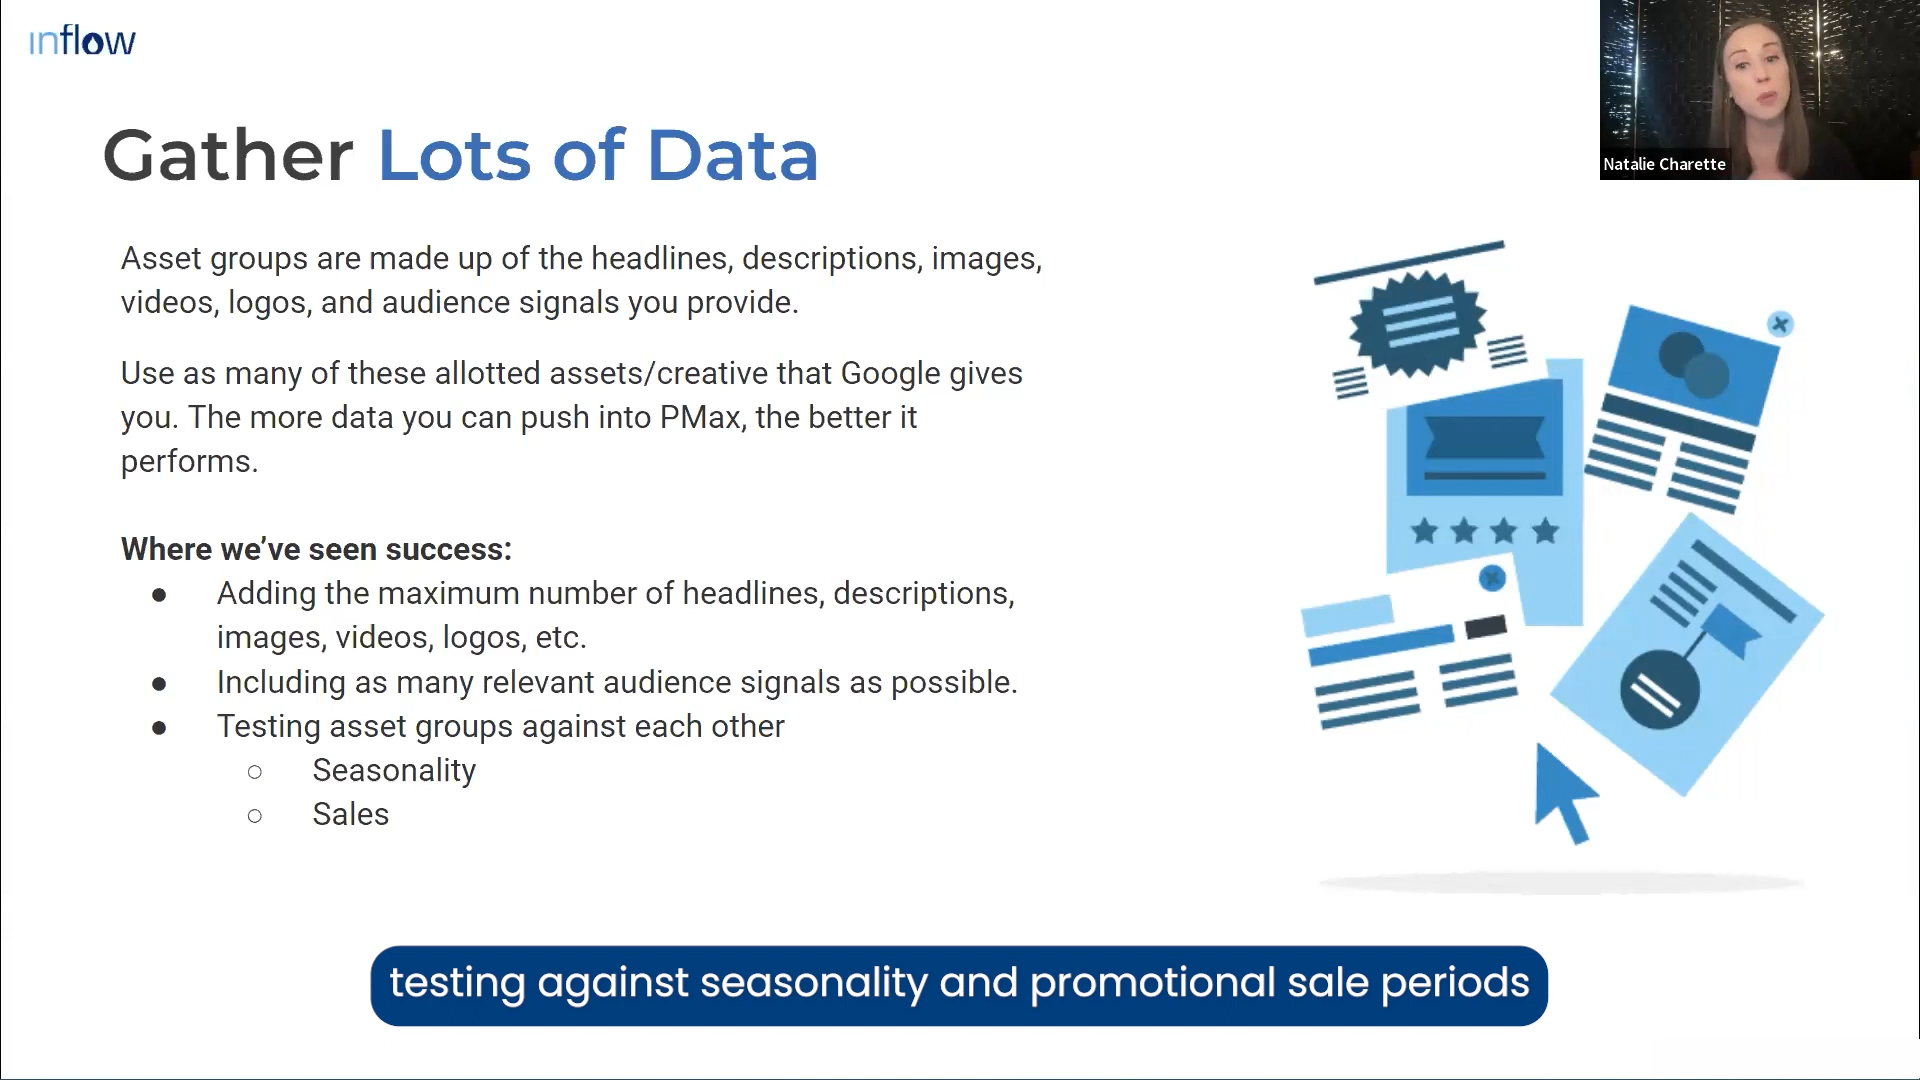 inflow
Natalie Charette
Gather Lots of Data
Asset groups are made up of the headlines, descriptions, images,
videos, logos, and audience signals you provide.
Use as many of these allotted assets/creative that Google gives
you. The more data you can push into PMax, the better it
performs.
Where we’ve seen success:
● Adding the maximum number of headlines, descriptions,
images, videos, logos, etc.
● Including as many relevant audience signals as possible.
● Testing asset groups against each other
○ Seasonality
○ Sales
testing against seasonality and promotional sale periods